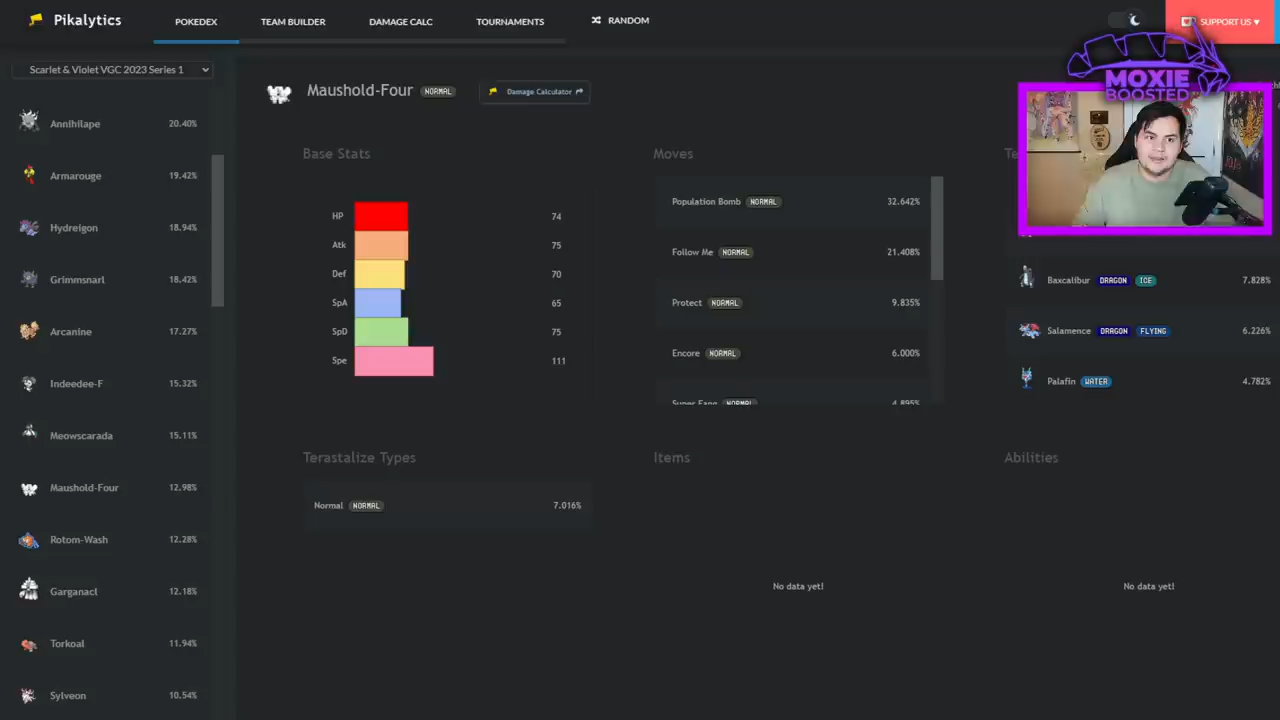 Pikalytics
POKEDEX
TEAM BUILDER
DAMAGE CALC
TOURNAMENTS
RANDOM
SUPPORT US ▼
Scarlet & Violet VGC 2023 Series 1
Annihilape 20.40%
Armarouge 19.42%
Hydreigon 18.94%
Grimmsnarl 18.42%
Arcanine 17.27%
Indeedee-F 15.32%
Meowscarada 15.11%
Maushold-Four 12.98%
Rotom-Wash 12.28%
Garganacl 12.18%
Torkoal 11.94%
Sylveon 10.54%
Maushold-Four NORMAL
Damage Calculator
Base Stats
HP 74
Atk 75
Def 70
SpA 65
SpD 75
Spe 111
Moves
Population Bomb NORMAL 32.642%
Follow Me NORMAL 21.408%
Protect NORMAL 9.835%
Encore NORMAL 6.000%
Super Fang NORMAL 4.895%
MOXIE
BOOSTED
Baxcalibur DRAGON ICE 7.828%
Salamence DRAGON FLYING 6.226%
Palafin WATER 4.782%
Terastalize Types
Normal NORMAL 7.016%
Items
No data yet!
Abilities
No data yet!